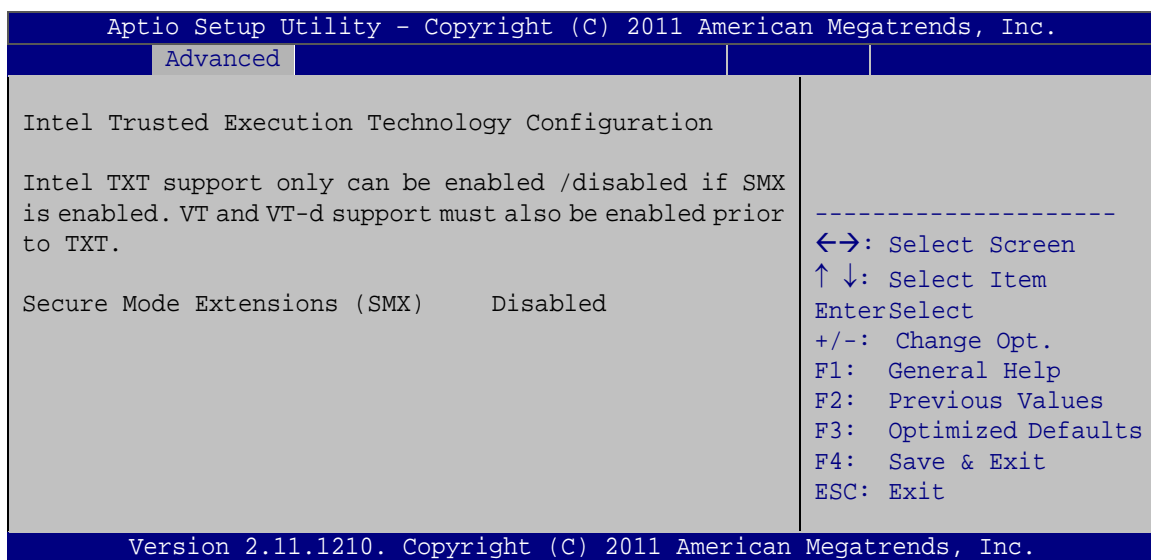 Aptio Setup Utility – Copyright (C) 2011 American Megatrends, Inc.
Advanced
Intel Trusted Execution Technology Configuration
Intel TXT support only can be enabled /disabled if SMX
is enabled. VT and VT-d support must also be enabled prior
to TXT.
Secure Mode Extensions (SMX) Disabled
---------------------
←→: Select Screen
↑ ↓: Select Item
EnterSelect
+/-: Change Opt.
F1: General Help
F2: Previous Values
F3: Optimized Defaults
F4: Save & Exit
ESC: Exit
Version 2.11.1210. Copyright (C) 2011 American Megatrends, Inc.